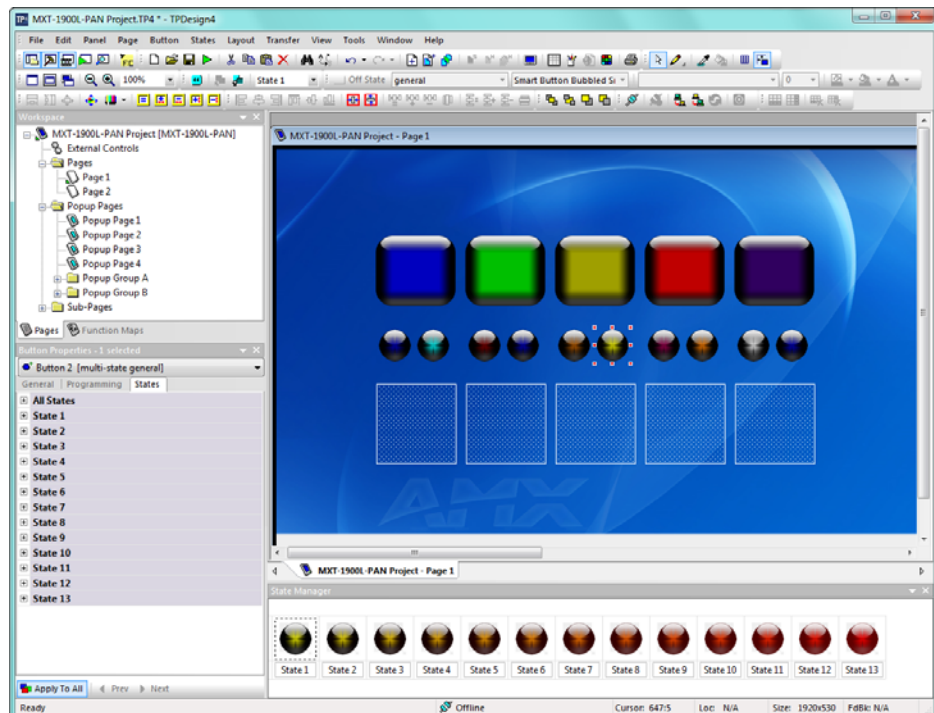 MXT-1900L-PAN Project.TP4 * - TPDesign4
File Edit Panel Page Button States Layout Transfer View Tools Window Help
100% State 1 Off State general Smart Button Bubbled Si 0
Workspace
MXT-1900L-PAN Project [MXT-1900L-PAN]
External Controls
Pages
Page 1
Page 2
Popup Pages
Popup Page 1
Popup Page 2
Popup Page 3
Popup Page 4
Popup Group A
Popup Group B
Sub-Pages
Pages Function Maps
Button Properties - 1 selected
Button 2 [multi-state general]
General Programming States
All States
State 1
State 2
State 3
State 4
State 5
State 6
State 7
State 8
State 9
State 10
State 11
State 12
State 13
Apply To All Prev Next
MXT-1900L-PAN Project - Page 1
AMX
MXT-1900L-PAN Project - Page 1
State Manager
State 1 State 2 State 3 State 4 State 5 State 6 State 7 State 8 State 9 State 10 State 11 State 12 State 13
Ready Offline Cursor: 647:5 Loc: N/A Size: 1920x530 FdBk: N/A